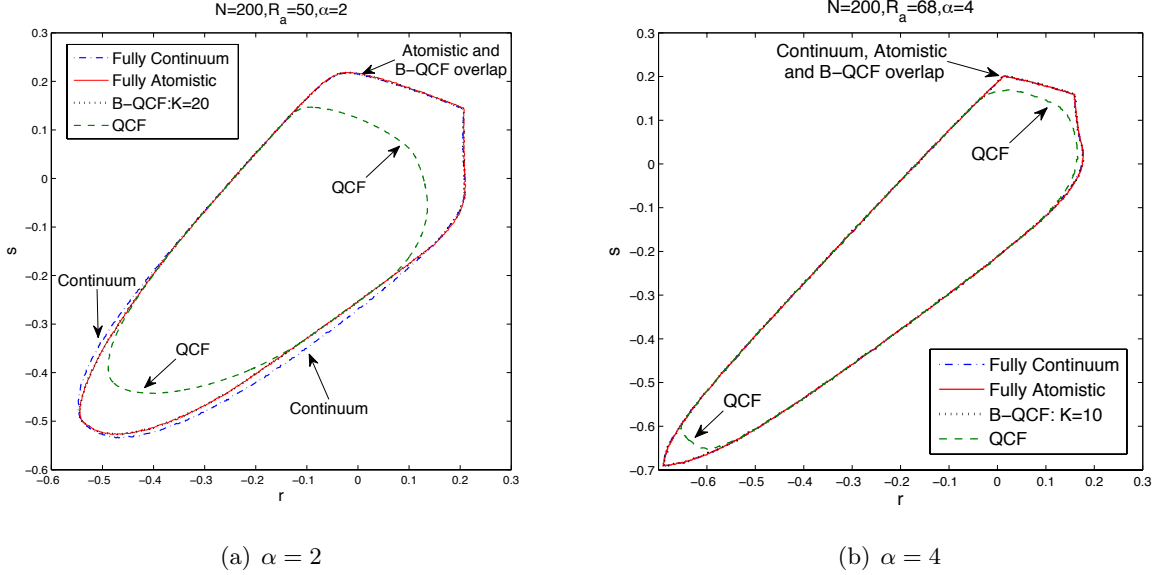 N=200,R_a=50,α=2
0.3
0.2
0.1
0
−0.1
−0.2
−0.3
−0.4
−0.5
−0.6
s
Fully Continuum
Fully Atomistic
B−QCF:K=20
QCF
Atomistic and
B−QCF overlap
QCF
Continuum
QCF
Continuum
−0.6 −0.5 −0.4 −0.3 −0.2 −0.1 0 0.1 0.2 0.3
r
(a) α = 2
N=200,R_a=68,α=4
0.3
0.2
0.1
0
−0.1
−0.2
−0.3
−0.4
−0.5
−0.6
−0.7
s
Continuum, Atomistic
and B−QCF overlap
QCF
QCF
Fully Continuum
Fully Atomistic
B−QCF: K=10
QCF
−0.6 −0.5 −0.4 −0.3 −0.2 −0.1 0 0.1 0.2 0.3
r
(b) α = 4